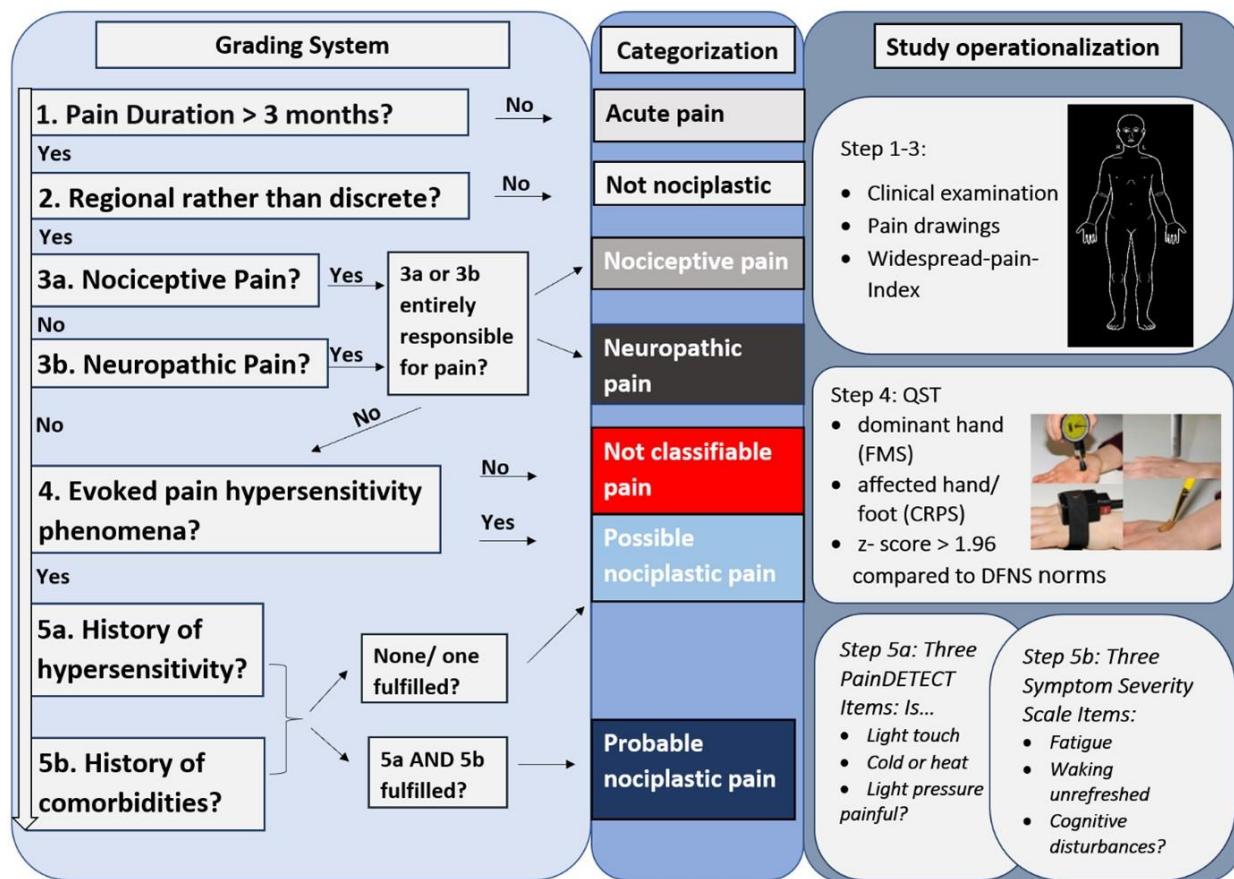 Grading System
1. Pain Duration > 3 months?
No
Yes
2. Regional rather than discrete?
No
Yes
3a. Nociceptive Pain?
Yes
No
3b. Neuropathic Pain?
Yes
3a or 3b
entirely
responsible
for pain?
No
No
4. Evoked pain hypersensitivity
phenomena?
No
Yes
Yes
5a. History of
hypersensitivity?
5b. History of
comorbidities?
None/ one
fulfilled?
5a AND 5b
fulfilled?
Categorization
Acute pain
Not nociplastic
Nociceptive pain
Neuropathic
pain
Not classifiable
pain
Possible
nociplastic pain
Probable
nociplastic pain
Study operationalization
Step 1-3:
• Clinical examination
• Pain drawings
• Widespread-pain-
Index
R L
Step 4: QST
• dominant hand
(FMS)
• affected hand/
foot (CRPS)
• z- score > 1.96
compared to DFNS norms
Step 5a: Three
PainDETECT
Items: Is...
• Light touch
• Cold or heat
• Light pressure
painful?
Step 5b: Three
Symptom Severity
Scale Items:
• Fatigue
• Waking
unrefreshed
• Cognitive
disturbances?